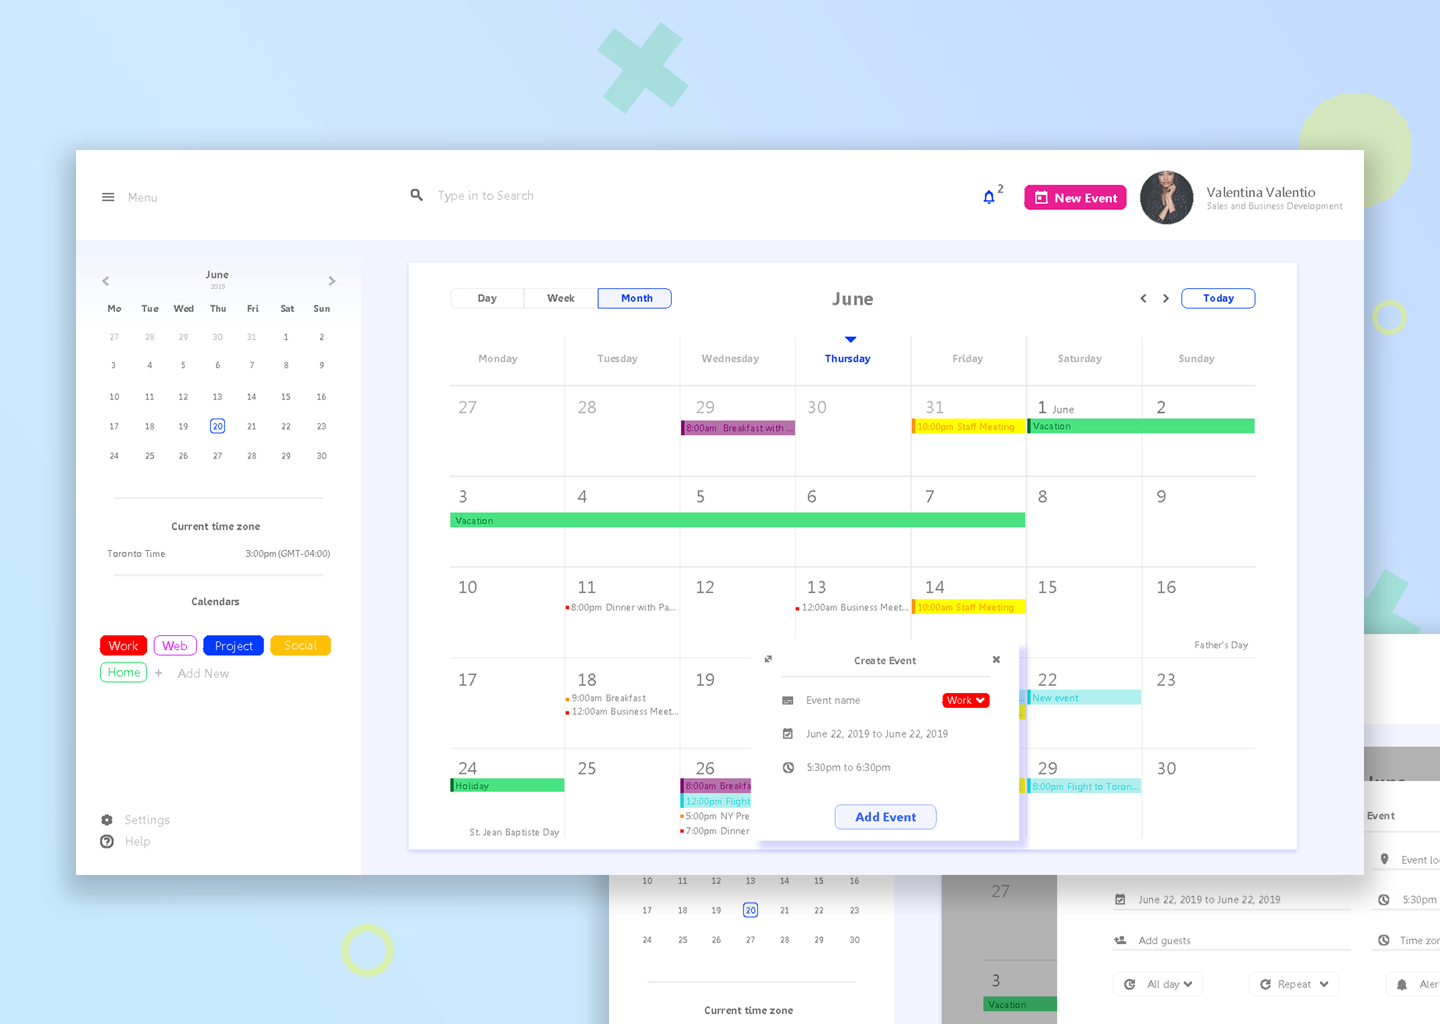 Menu
Type in to Search
2
New Event
Valentina Valentio
Sales and Business Development
June
2019
Mo Tue Wed Thu Fri Sat Sun
27 28 29 30 31 1 2
3 4 5 6 7 8 9
10 11 12 13 14 15 16
17 18 19 20 21 22 23
24 25 26 27 28 29 30
Current time zone
Toronto Time 3:00pm (GMT-04:00)
Calendars
Work Web Project Social
Home + Add New
Settings
Help
Day Week Month
June
Today
Monday Tuesday Wednesday Thursday Friday Saturday Sunday
27 28 29 30 31 1 June 2
8:00am Breakfast with ... 10:00pm Staff Meeting Vacation
3 4 5 6 7 8 9
Vacation
10 11 12 13 14 15 16
8:00pm Dinner with Pa... 12:00am Business Meet... 10:00am Staff Meeting
Father's Day
17 18 19 22 23
9:00am Breakfast
12:00am Business Meet...
New event
24 25 26 29 30
Holiday
8:00am Breakfa
12:00pm Flight
5:00pm NY Pre
7:00pm Dinner
8:00pm Flight to Toron...
St. Jean Baptiste Day
Create Event
Event name Work
June 22, 2019 to June 22, 2019
5:30pm to 6:30pm
Add Event
10 11 12 13 14 15 16
17 18 19 20 21 22 23
24 25 26 27 28 29 30
Current time zone
27
3
Vacation
Event
Event lo
June 22, 2019 to June 22, 2019 5:30pm
Add guests Time zon
All day Repeat Aler